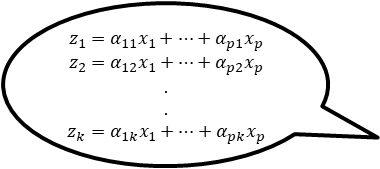 z₁ = α₁₁x₁ + ⋯ + αₚ₁xₚ
z₂ = α₁₂x₁ + ⋯ + αₚ₂xₚ
.
.
zₖ = α₁ₖx₁ + ⋯ + αₚₖxₚ